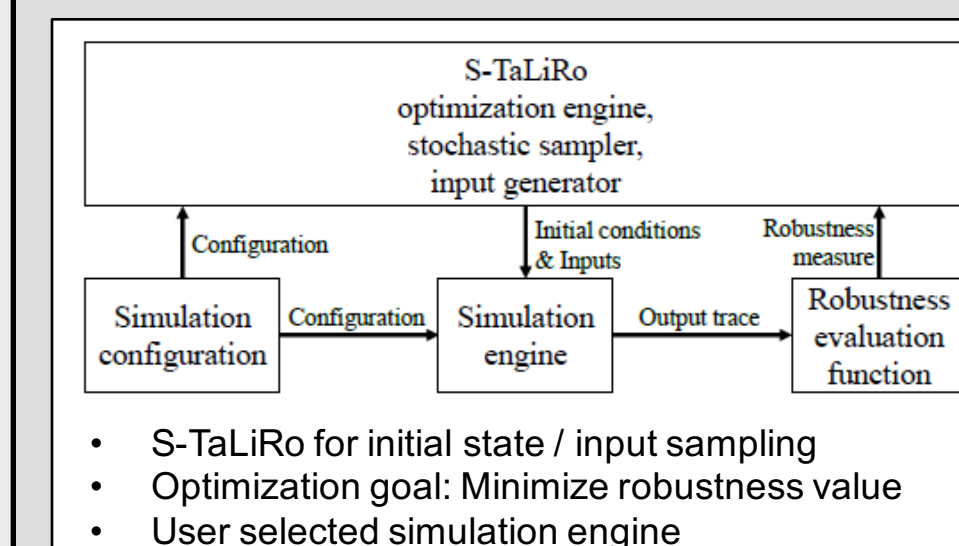 S-TaLiRo
optimization engine,
stochastic sampler,
input generator
Configuration
Initial conditions
& Inputs
Robustness
measure
Simulation
configuration
Configuration
Simulation
engine
Output trace
Robustness
evaluation
function
• S-TaLiRo for initial state / input sampling
• Optimization goal: Minimize robustness value
• User selected simulation engine